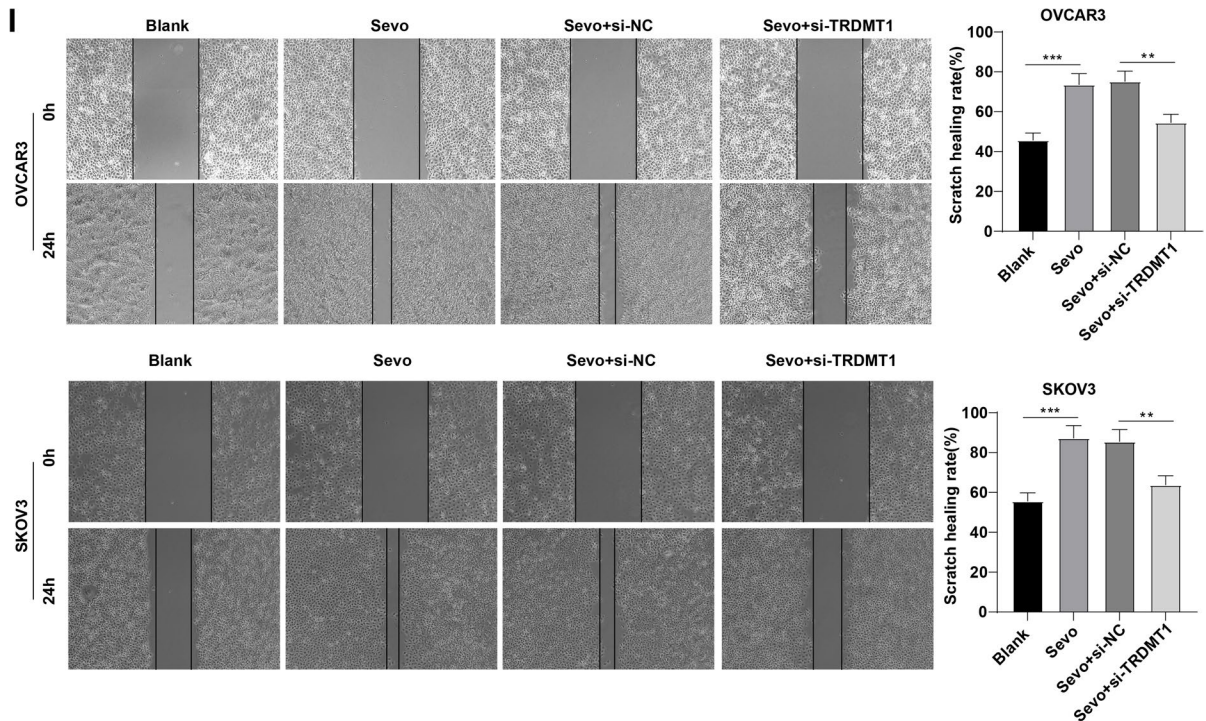 I
Blank Sevo Sevo+si-NC Sevo+si-TRDMT1
OVCAR3
0h
24h
OVCAR3
Scratch healing rate(%)
100
80
60
40
20
0
***
**
Blank
Sevo
Sevo+si-NC
Sevo+si-TRDMT1
Blank Sevo Sevo+si-NC Sevo+si-TRDMT1
SKOV3
0h
24h
SKOV3
Scratch healing rate(%)
100
80
60
40
20
0
***
**
Blank
Sevo
Sevo+si-NC
Sevo+si-TRDMT1